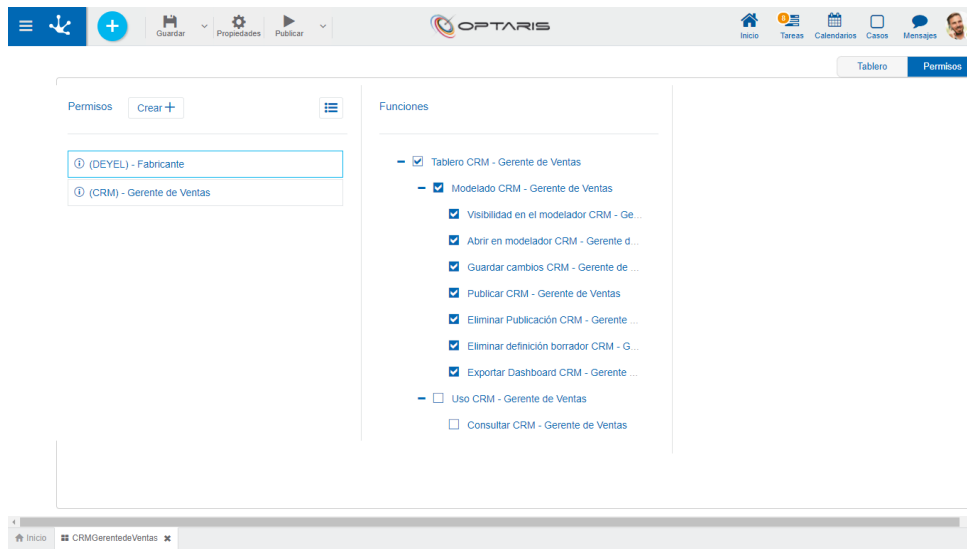 Guardar
Propiedades
Publicar
OPTARIS
Inicio
8
Tareas
Calendarios
Casos
Mensajes
Tablero
Permisos
Permisos
Crear
(DEYEL) - Fabricante
(CRM) - Gerente de Ventas
Funciones
Tablero CRM - Gerente de Ventas
Modelado CRM - Gerente de Ventas
Visibilidad en el modelador CRM - Ge...
Abrir en modelador CRM - Gerente d...
Guardar cambios CRM - Gerente de ...
Publicar CRM - Gerente de Ventas
Eliminar Publicación CRM - Gerente ...
Eliminar definición borrador CRM - G...
Exportar Dashboard CRM - Gerente ...
Uso CRM - Gerente de Ventas
Consultar CRM - Gerente de Ventas
Inicio
CRMGerentedeVentas